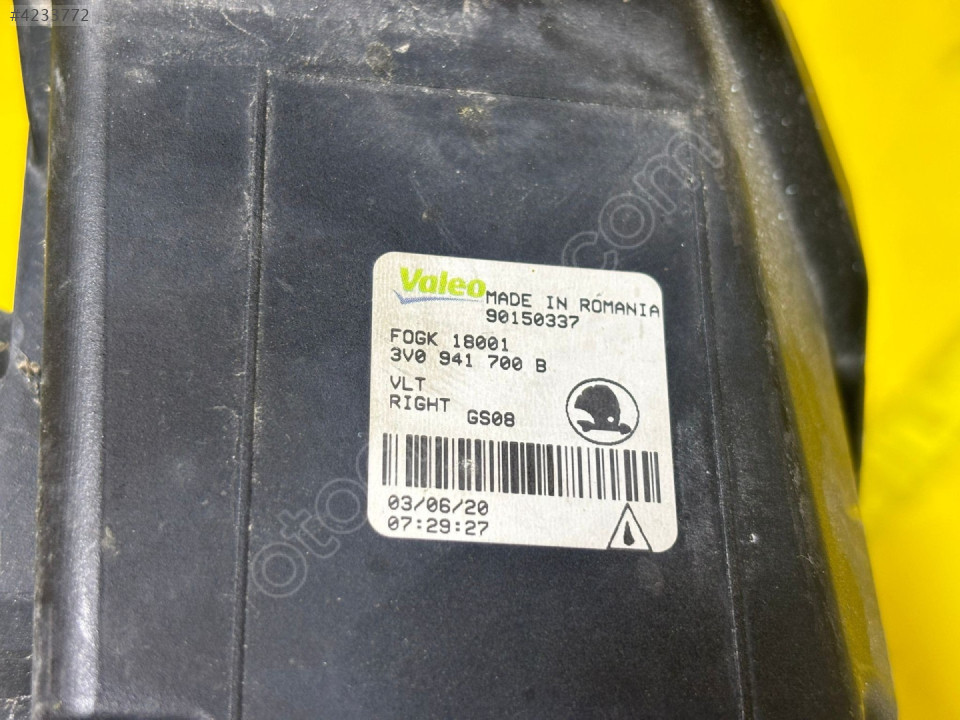 #4233772
Valeo
MADE IN ROMANIA
90150337
FOGK 18001
3V0 941 700 B
VLT
RIGHT GS08
03/06/20
07:29:27